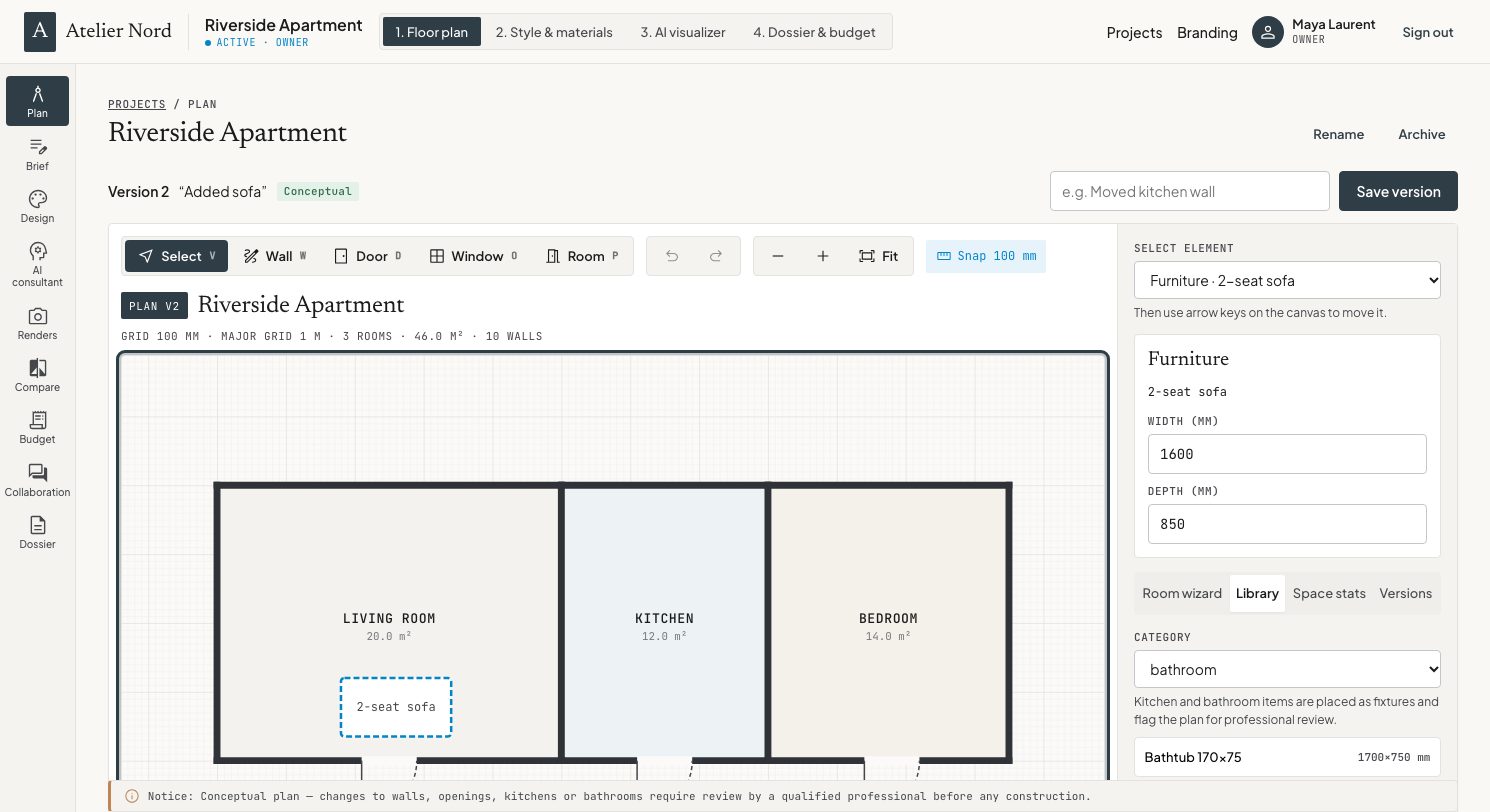 A Atelier Nord
Riverside Apartment
ACTIVE · OWNER
1. Floor plan 2. Style & materials 3. AI visualizer 4. Dossier & budget
Projects Branding
Maya Laurent
OWNER
Sign out
Plan
Brief
Design
AI
consultant
Renders
Compare
Budget
Collaboration
Dossier
PROJECTS / PLAN
Riverside Apartment
Rename Archive
Version 2 “Added sofa” Conceptual
e.g. Moved kitchen wall Save version
Select V Wall W Door D Window O Room P
Fit Snap 100 mm
PLAN V2 Riverside Apartment
GRID 100 MM · MAJOR GRID 1 M · 3 ROOMS · 46.0 M² · 10 WALLS
LIVING ROOM
20.0 m²
KITCHEN
12.0 m²
BEDROOM
14.0 m²
2-seat sofa
SELECT ELEMENT
Furniture · 2-seat sofa
Then use arrow keys on the canvas to move it.
Furniture
2-seat sofa
WIDTH (MM)
1600
DEPTH (MM)
850
Room wizard Library Space stats Versions
CATEGORY
bathroom
Kitchen and bathroom items are placed as fixtures and
flag the plan for professional review.
Bathtub 170×75 1700×750 mm
Notice: Conceptual plan — changes to walls, openings, kitchens or bathrooms require review by a qualified professional before any construction.